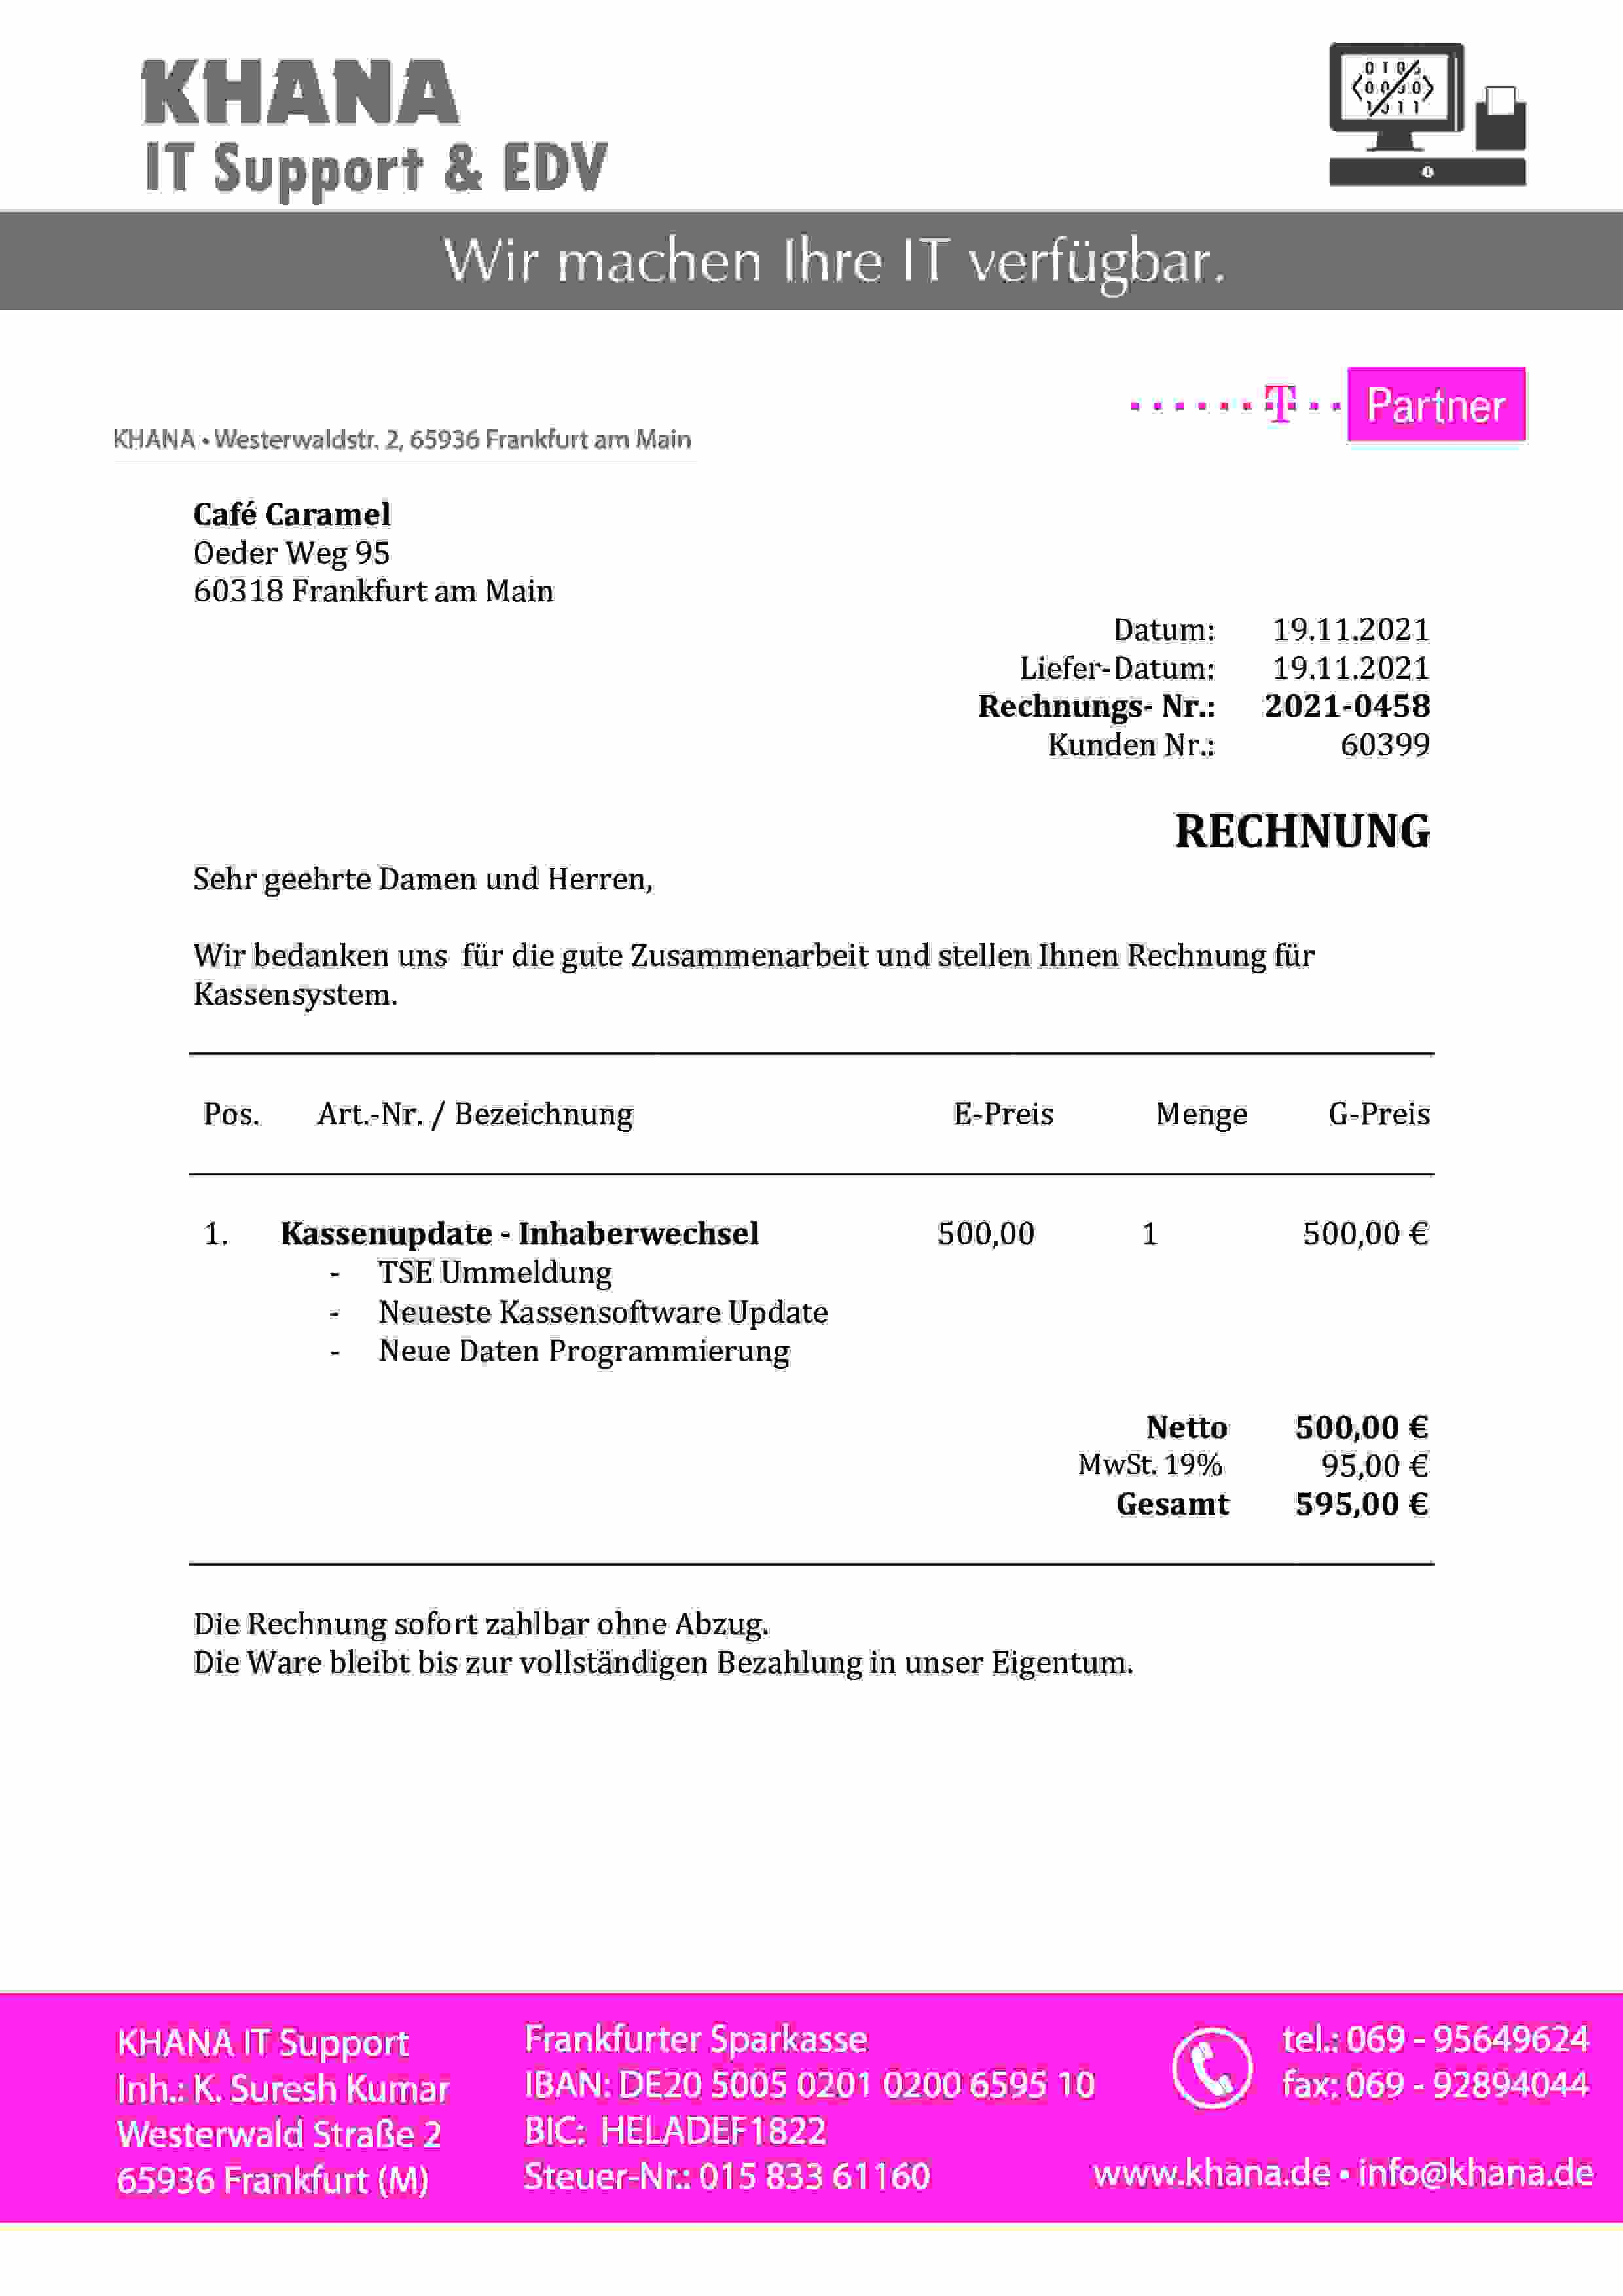 KHANA
IT Support & EDV
Wir machen Ihre IT verfügbar.
T Partner
KHANA • Westerwaldstr. 2, 65936 Frankfurt am Main
Café Caramel
Oeder Weg 95
60318 Frankfurt am Main
Datum: 19.11.2021
Liefer-Datum: 19.11.2021
Rechnungs- Nr.: 2021-0458
Kunden Nr.: 60399
RECHNUNG
Sehr geehrte Damen und Herren,
Wir bedanken uns für die gute Zusammenarbeit und stellen Ihnen Rechnung für
Kassensystem.
Pos. Art.-Nr. / Bezeichnung E-Preis Menge G-Preis
1. Kassenupdate - Inhaberwechsel 500,00 1 500,00 €
- TSE Ummeldung
- Neueste Kassensoftware Update
- Neue Daten Programmierung
Netto 500,00 €
MwSt. 19% 95,00 €
Gesamt 595,00 €
Die Rechnung sofort zahlbar ohne Abzug.
Die Ware bleibt bis zur vollständigen Bezahlung in unser Eigentum.
KHANA IT Support
Inh.: K. Suresh Kumar
Westerwald Straße 2
65936 Frankfurt (M)
Frankfurter Sparkasse
IBAN: DE20 5005 0201 0200 6595 10
BIC: HELADEF1822
Steuer-Nr.: 015 833 61160
tel.: 069 - 95649624
fax: 069 - 92894044
www.khana.de • info@khana.de